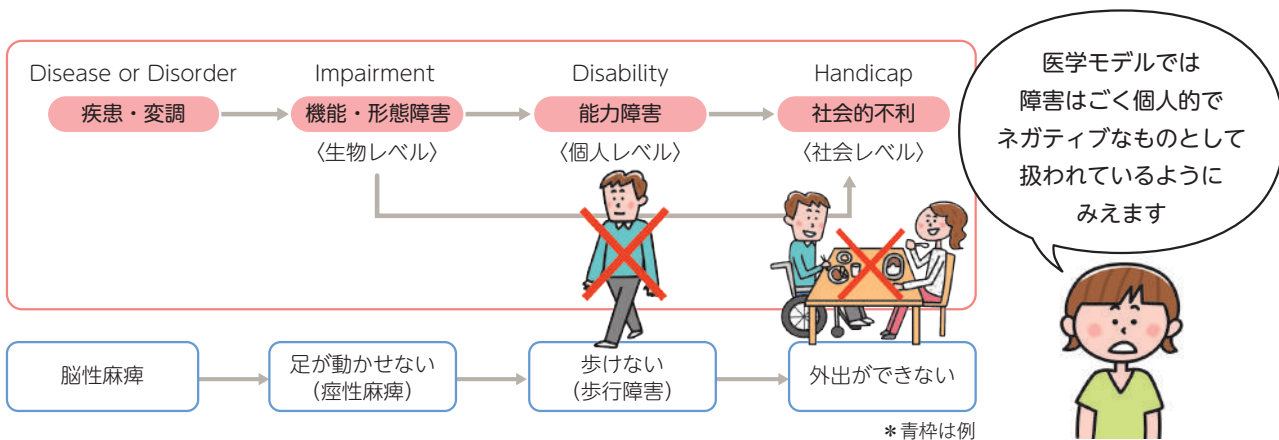 Disease or Disorder
Impairment
Disability
Handicap
疾患・変調
機能・形態障害
能力障害
社会的不利
〈生物レベル〉
〈個人レベル〉
〈社会レベル〉
医学モデルでは
障害はごく個人的で
ネガティブなものとして
扱われているように
みえます
脳性麻痺
足が動かせない
(痙性麻痺)
歩けない
(歩行障害)
外出ができない
＊青枠は例